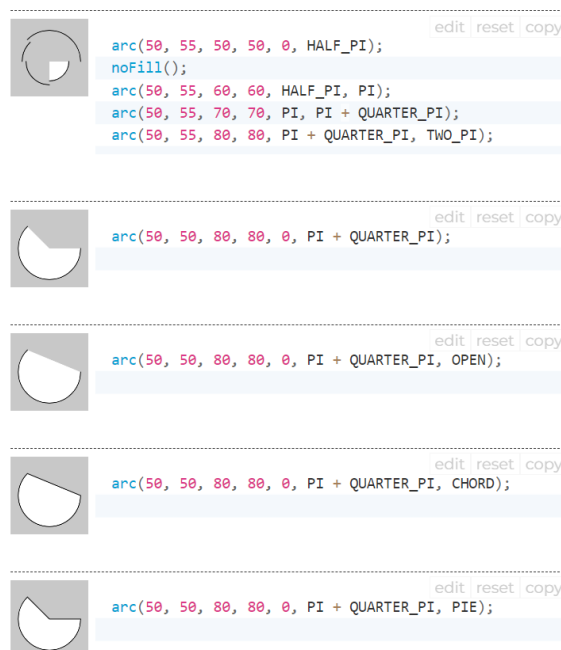 edit reset copy
arc(50, 55, 50, 50, 0, HALF_PI);
noFill();
arc(50, 55, 60, 60, HALF_PI, PI);
arc(50, 55, 70, 70, PI, PI + QUARTER_PI);
arc(50, 55, 80, 80, PI + QUARTER_PI, TWO_PI);
edit reset copy
arc(50, 50, 80, 80, 0, PI + QUARTER_PI);
edit reset copy
arc(50, 50, 80, 80, 0, PI + QUARTER_PI, OPEN);
edit reset copy
arc(50, 50, 80, 80, 0, PI + QUARTER_PI, CHORD);
edit reset copy
arc(50, 50, 80, 80, 0, PI + QUARTER_PI, PIE);